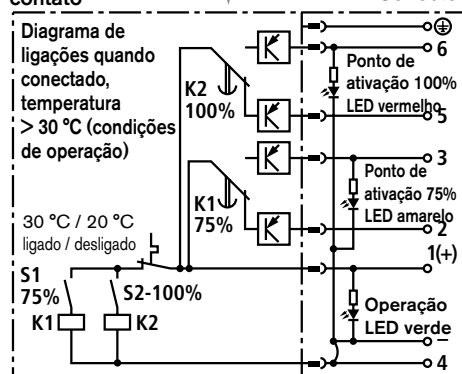 contato
Diagrama de
ligações quando
conectado,
temperatura
> 30 °C (condições
de operação)
K2
100%
6
Ponto de
ativação 100%
LED vermelho
5
3
Ponto de
ativação 75%
LED amarelo
K1
75%
2
30 °C / 20 °C
ligado / desligado
1(+)
S1
75%
S2-100%
K1
K2
Operação
LED verde
–
4